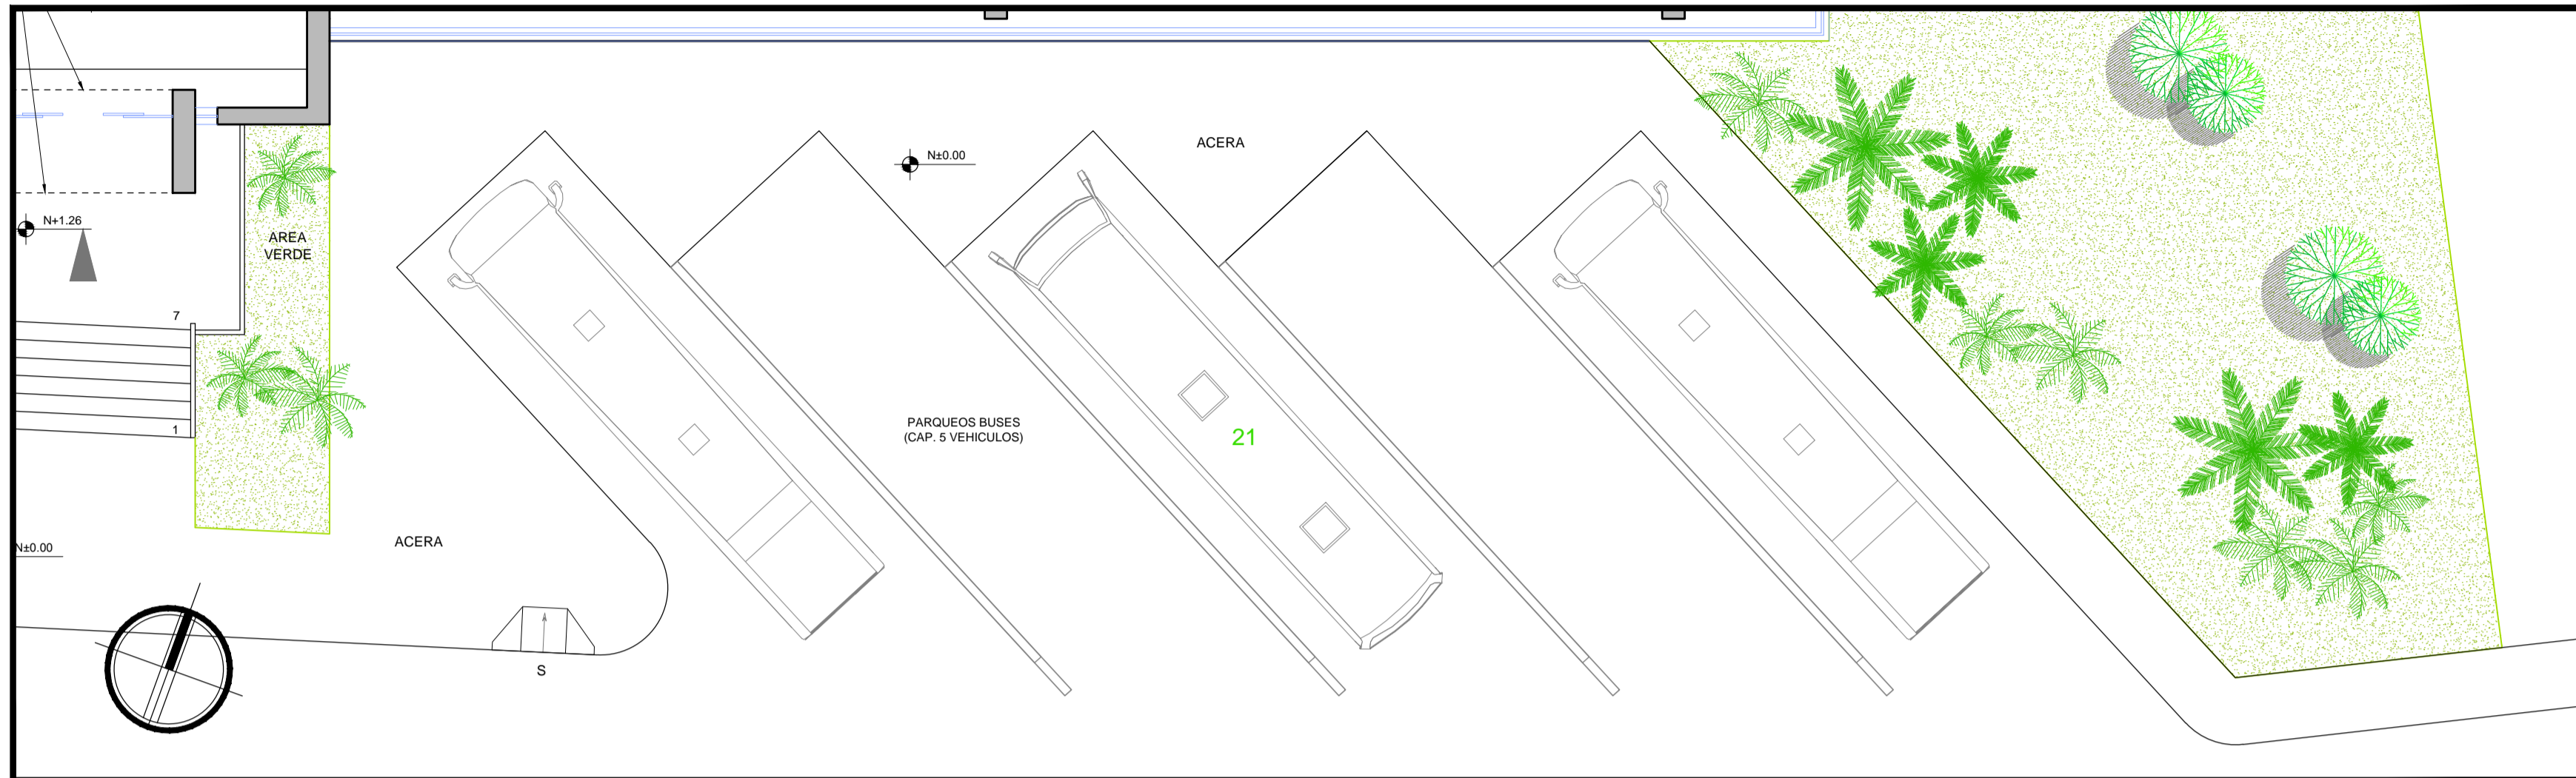 ACERA
N±0.00
N+1.26
AREA
VERDE
7
PARQUEOS BUSES
(CAP. 5 VEHICULOS)
21
1
ACERA
N±0.00
S